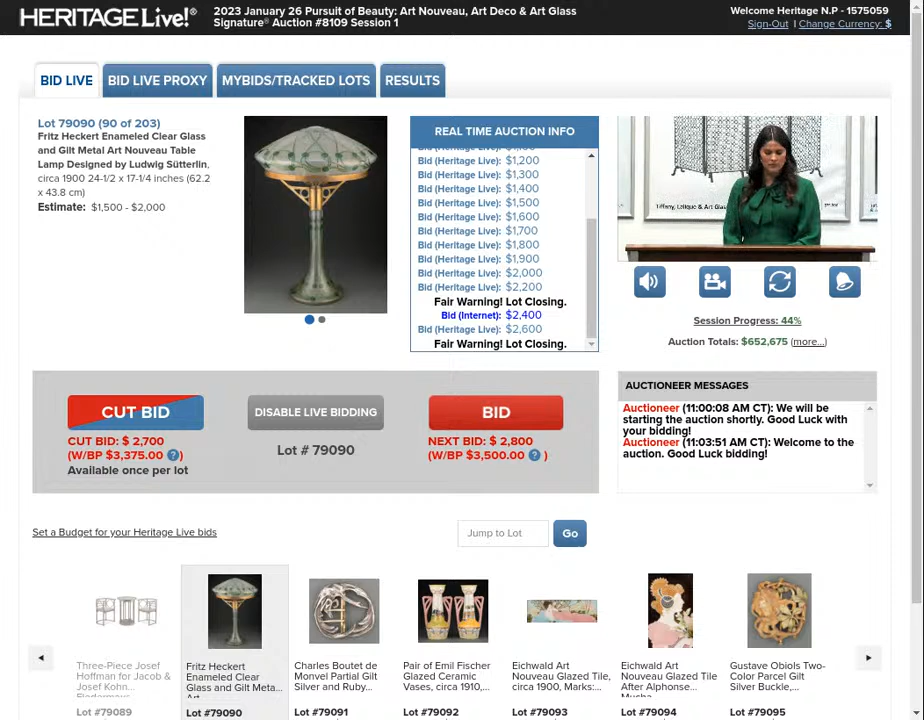 HERITAGE Live!®
2023 January 26 Pursuit of Beauty: Art Nouveau, Art Deco & Art Glass
Signature® Auction #8109 Session 1
Welcome Heritage N.P - 1575059
Sign-Out | Change Currency: $
BID LIVE
BID LIVE PROXY
MYBIDS/TRACKED LOTS
RESULTS
Lot 79090 (90 of 203)
Fritz Heckert Enameled Clear Glass
and Gilt Metal Art Nouveau Table
Lamp Designed by Ludwig Sütterlin,
circa 1900 24-1/2 x 17-1/4 inches (62.2
x 43.8 cm)
Estimate: $1,500 - $2,000
REAL TIME AUCTION INFO
Bid (Heritage Live): $1,100
Bid (Heritage Live): $1,200
Bid (Heritage Live): $1,300
Bid (Heritage Live): $1,400
Bid (Heritage Live): $1,500
Bid (Heritage Live): $1,600
Bid (Heritage Live): $1,700
Bid (Heritage Live): $1,800
Bid (Heritage Live): $1,900
Bid (Heritage Live): $2,000
Bid (Heritage Live): $2,200
Fair Warning! Lot Closing.
Bid (Internet): $2,400
Bid (Heritage Live): $2,600
Fair Warning! Lot Closing.
Tiffany, Lalique & Art Glas
Session Progress: 44%
Auction Totals: $652,675 (more...)
CUT BID
CUT BID: $ 2,700
(W/BP $3,375.00 ? )
Available once per lot
DISABLE LIVE BIDDING
Lot # 79090
BID
NEXT BID: $ 2,800
(W/BP $3,500.00 ? )
AUCTIONEER MESSAGES
Auctioneer (11:00:08 AM CT): We will be
starting the auction shortly. Good Luck with
your bidding!
Auctioneer (11:03:51 AM CT): Welcome to the
auction. Good Luck bidding!
Set a Budget for your Heritage Live bids
Jump to Lot
Go
Three-Piece Josef
Hoffman for Jacob &
Josef Kohn...
Fledermaus
Lot #79089
Fritz Heckert
Enameled Clear
Glass and Gilt Meta...
Art
Lot #79090
Charles Boutet de
Monvel Partial Gilt
Silver and Ruby...
Lot #79091
Pair of Emil Fischer
Glazed Ceramic
Vases, circa 1910,...
Lot #79092
Eichwald Art
Nouveau Glazed Tile,
circa 1900, Marks:...
Lot #79093
Eichwald Art
Nouveau Glazed Tile
After Alphonse...
Mucha
Lot #79094
Gustave Obiols Two-
Color Parcel Gilt
Silver Buckle,...
Lot #79095